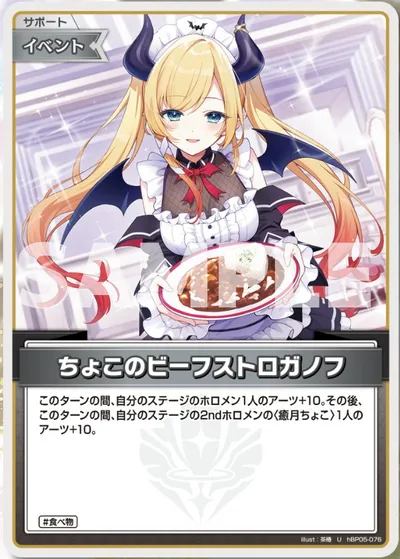 サポート
イベント
SAMPLE
ちょこのビーフストロガノフ
このターンの間、自分のステージのホロメン1人のアーツ+10。その後、
このターンの間、自分のステージの2ndホロメンの〈癒月ちょこ〉1人の
アーツ+10。
#食べ物
illust：茶椿 U hBP05-076